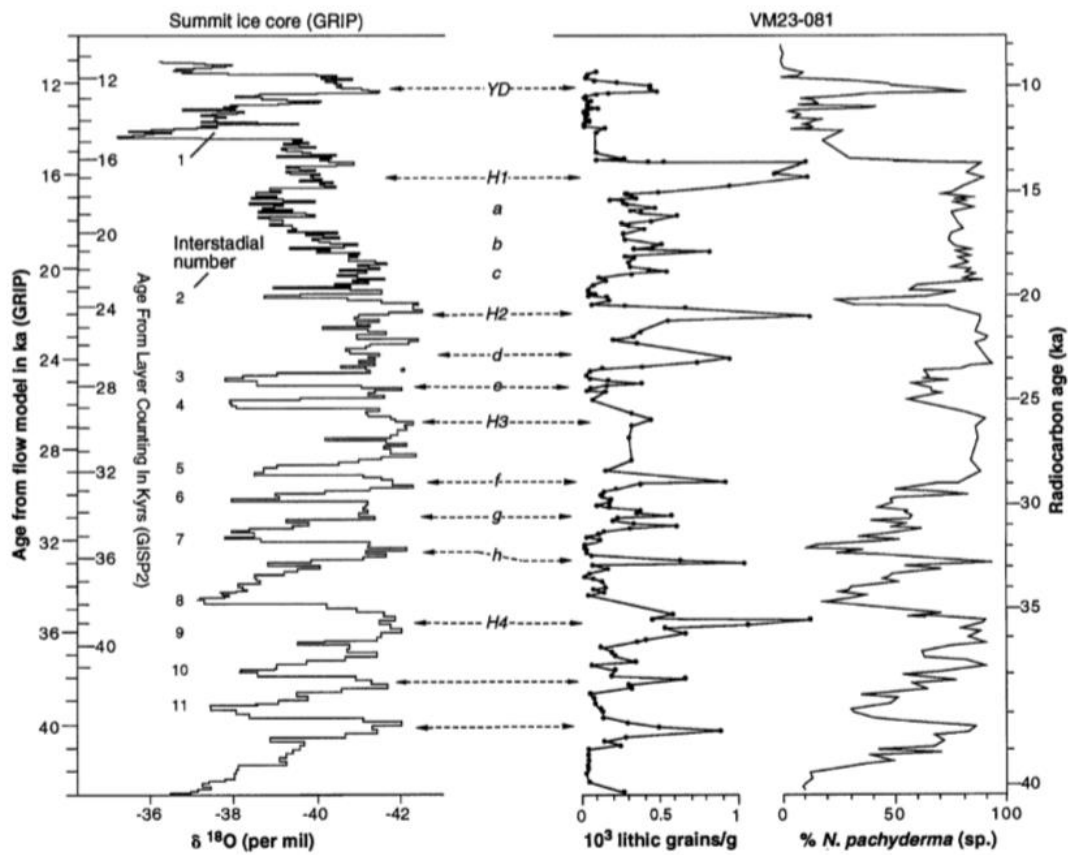 Summit ice core (GRIP)
VM23-081
Age from flow model in ka (GRIP)
12
16
20
24
28
32
36
40
Age From Layer Counting In Kyrs (GISP2)
12
16
20
24
28
32
36
40
Interstadial
number
1
2
3
4
5
6
7
8
9
10
11
YD
H1
a
b
c
H2
d
e
H3
f
g
h
H4
-36
-38
-40
-42
δ 18O (per mil)
0
0.5
1
10³ lithic grains/g
0
50
100
% N. pachyderma (sp.)
10
15
20
25
30
35
40
Radiocarbon age (ka)